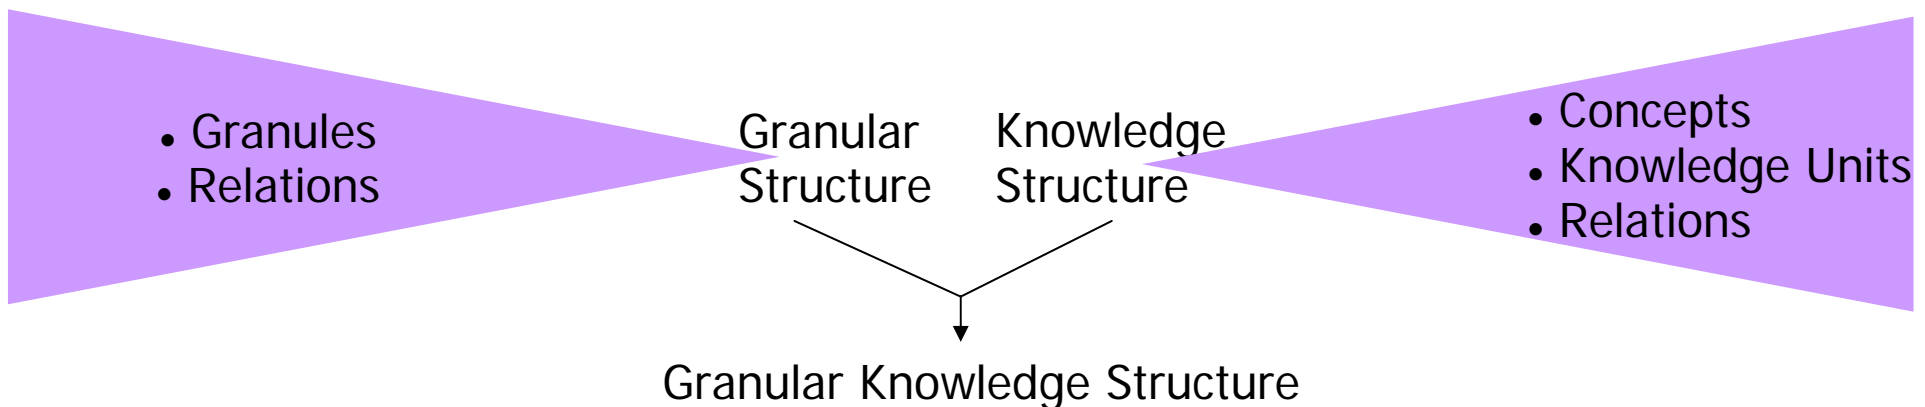 • Granules
• Relations
Granular
Structure
Knowledge
Structure
• Concepts
• Knowledge Units
• Relations
Granular Knowledge Structure